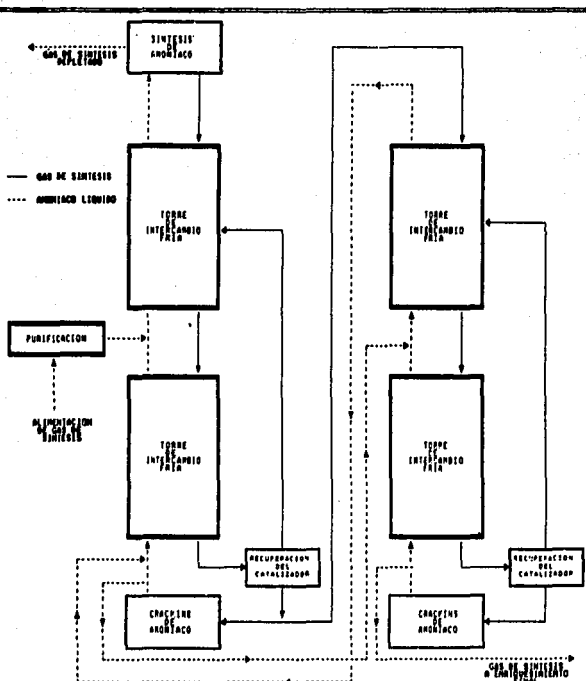 SINTESIS
DE
AMONIACO
GAS DE SINTESIS
DEPLETADO
GAS DE SINTESIS
AMONIACO LIQUIDO
TORRE
DE
INTERCAMBIO
FRIA
TORRE
DE
INTERCAMBIO
FRIA
PURIFICACION
ALIMENTACION
DE GAS DE
SINTESIS
TORRE
DE
INTERCAMBIO
FRIA
TORRE
DE
INTERCAMBIO
FRIA
RECUPERACION
DEL
CATALIZADOR
RECUPERACION
DEL
CATALIZADOR
CRACKING
DE
AMONIACO
CRACKING
DE
AMONIACO
GAS DE SINTESIS
A ENRIQUESIMIENTO